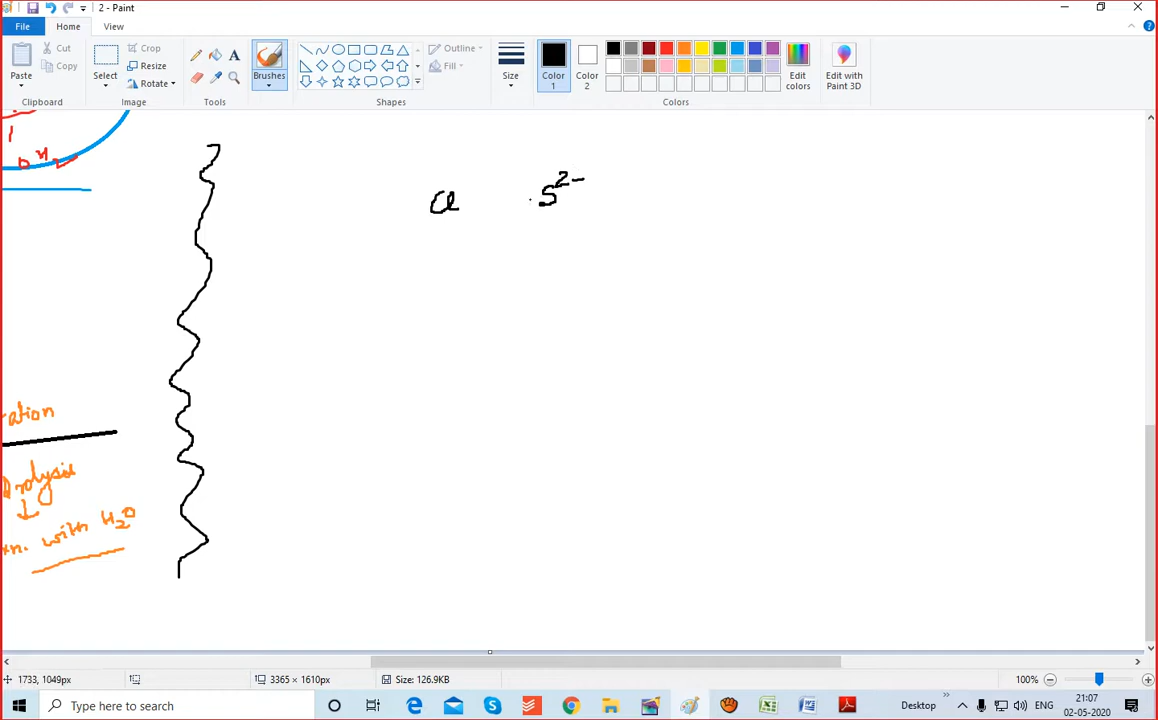 2 - Paint
File Home View
Paste
Cut
Copy
Clipboard
Select
Crop
Resize
Rotate
Image
A
Tools
Brushes
Outline
Fill
Shapes
Size
Color 1
Color 2
Edit colors
Colors
Edit with Paint 3D
a S²⁻
ation
with H₂O
1733, 1049px
3365 × 1610px
Size: 126.9KB
100%
Type here to search
Desktop
ENG
21:07
02-05-2020